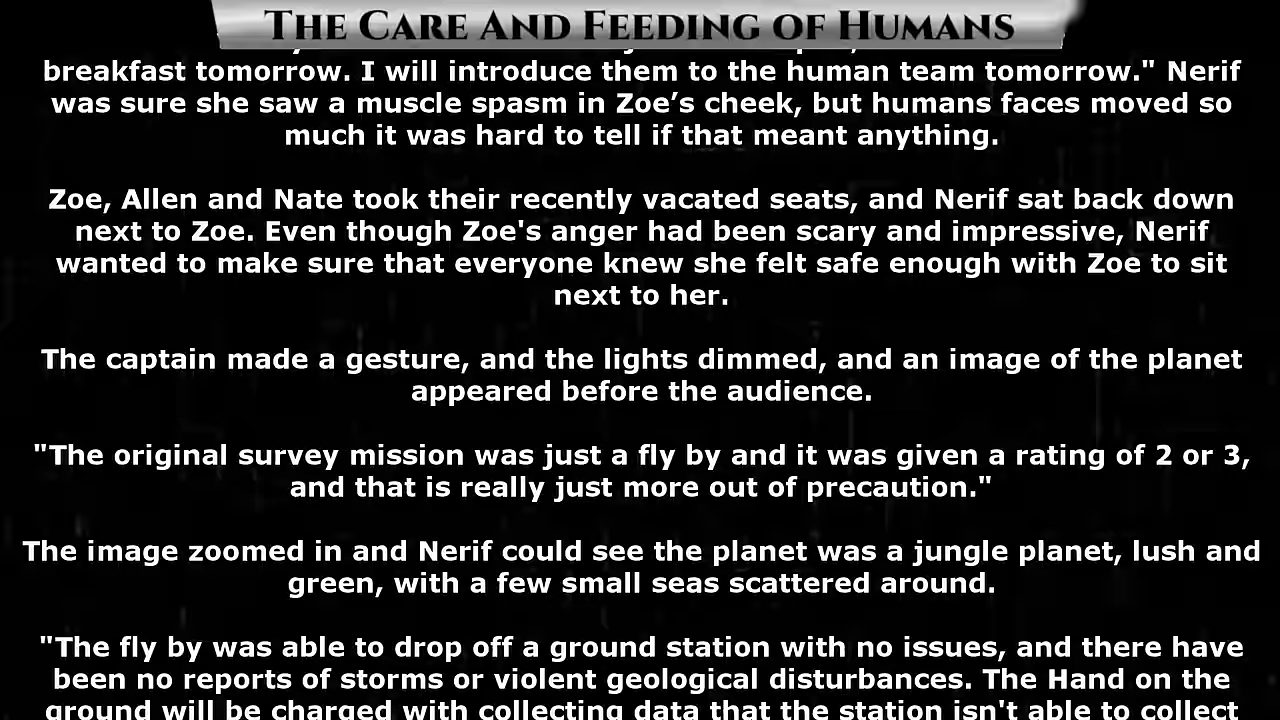 The Care And Feeding of Humans
breakfast tomorrow. I will introduce them to the human team tomorrow." Nerif
was sure she saw a muscle spasm in Zoe’s cheek, but humans faces moved so
much it was hard to tell if that meant anything.
Zoe, Allen and Nate took their recently vacated seats, and Nerif sat back down
next to Zoe. Even though Zoe's anger had been scary and impressive, Nerif
wanted to make sure that everyone knew she felt safe enough with Zoe to sit
next to her.
The captain made a gesture, and the lights dimmed, and an image of the planet
appeared before the audience.
"The original survey mission was just a fly by and it was given a rating of 2 or 3,
and that is really just more out of precaution."
The image zoomed in and Nerif could see the planet was a jungle planet, lush and
green, with a few small seas scattered around.
"The fly by was able to drop off a ground station with no issues, and there have
been no reports of storms or violent geological disturbances. The Hand on the
ground will be charged with collecting data that the station isn't able to collect